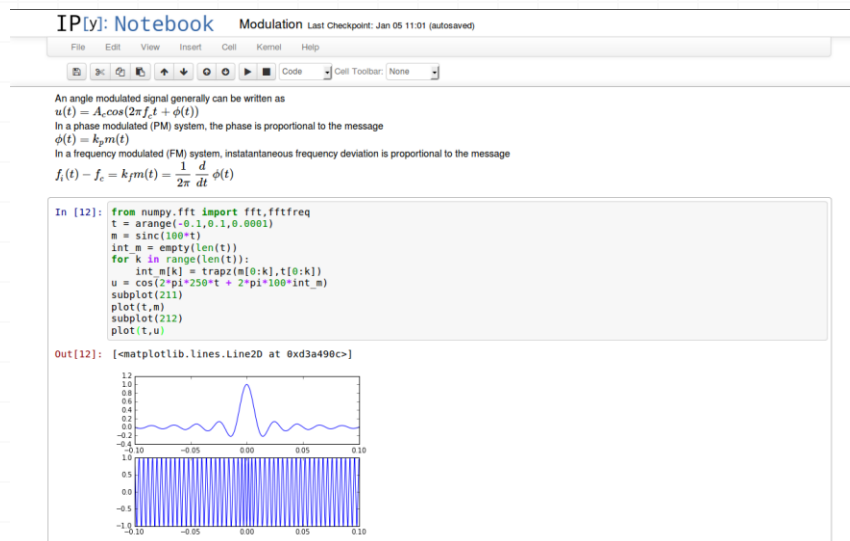 IP[y]: Notebook Modulation Last Checkpoint: Jan 05 11:01 (autosaved)
File Edit View Insert Cell Kernel Help
Code Cell Toolbar: None
An angle modulated signal generally can be written as
u(t) = A_c cos(2πf_c t + ϕ(t))
In a phase modulated (PM) system, the phase is proportional to the message
ϕ(t) = k_p m(t)
In a frequency modulated (FM) system, instatantaneous frequency deviation is proportional to the message
f_i(t) − f_c = k_f m(t) = 1/2π d/dt ϕ(t)
In [12]: from numpy.fft import fft,fftfreq
t = arange(-0.1,0.1,0.0001)
m = sinc(100*t)
int_m = empty(len(t))
for k in range(len(t)):
    int_m[k] = trapz(m[0:k],t[0:k])
u = cos(2*pi*250*t + 2*pi*100*int_m)
subplot(211)
plot(t,m)
subplot(212)
plot(t,u)
Out[12]: [<matplotlib.lines.Line2D at 0xd3a490c>]
1.2
1.0
0.8
0.6
0.4
0.2
0.0
−0.2
−0.4
−0.10 −0.05 0.00 0.05 0.10
1.0
0.5
0.0
−0.5
−1.0
−0.10 −0.05 0.00 0.05 0.10